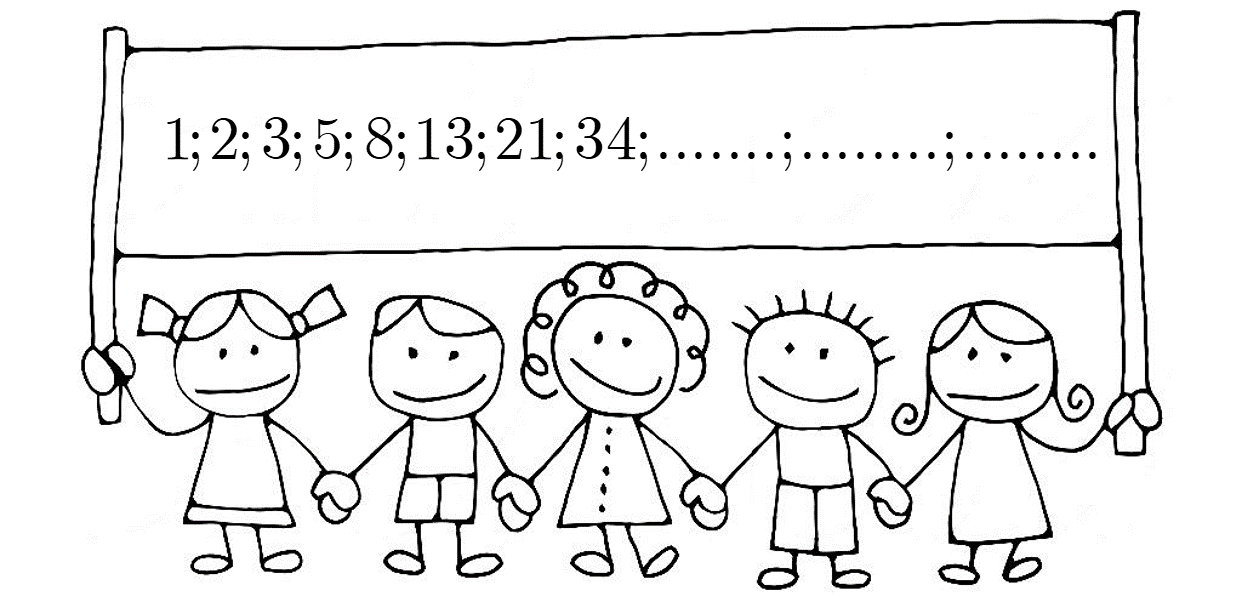 1; 2; 3; 5; 8; 13; 21; 34; .......; ........; ........